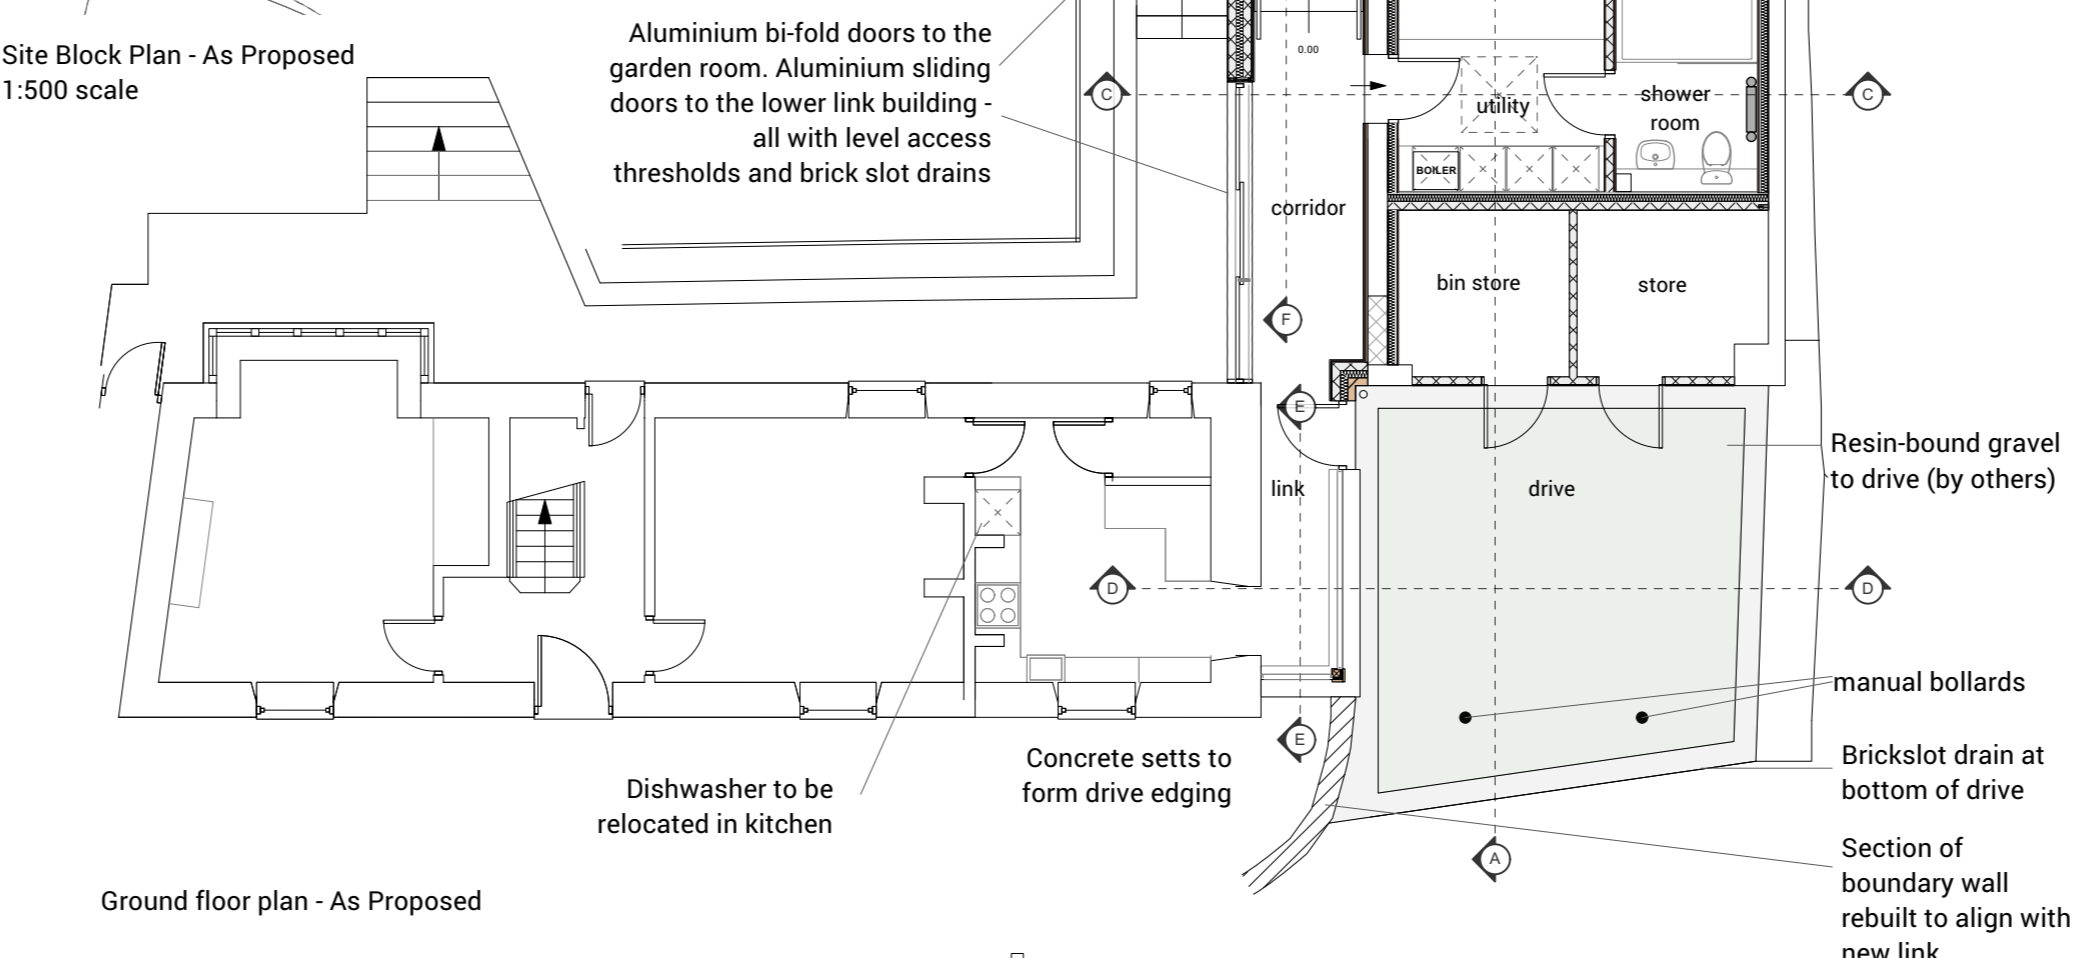 Site Block Plan - As Proposed
1:500 scale
Aluminium bi-fold doors to the
garden room. Aluminium sliding
doors to the lower link building -
all with level access
thresholds and brick slot drains
0.00
C
C
utility
shower
room
BOILER
corridor
bin store
store
F
E
link
drive
Resin-bound gravel
to drive (by others)
D
D
manual bollards
E
Concrete setts to
form drive edging
Brickslot drain at
bottom of drive
Dishwasher to be
relocated in kitchen
A
Section of
boundary wall
rebuilt to align with
new link
Ground floor plan - As Proposed